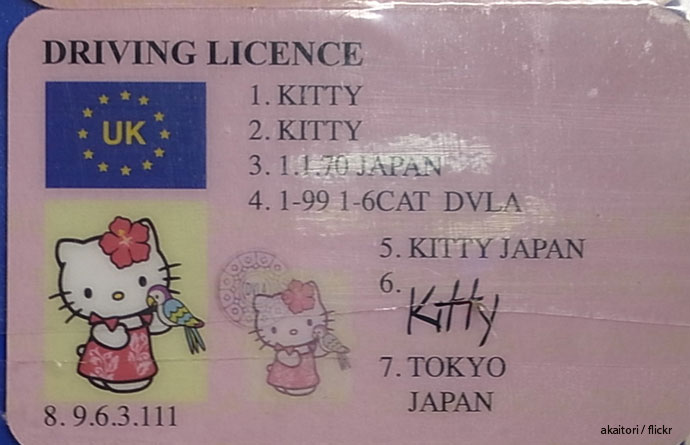 DRIVING LICENCE
UK
1. KITTY
2. KITTY
3. 1.1.70 JAPAN
4. 1-99 1-6CAT DVLA
5. KITTY JAPAN
6. Kitty
7. TOKYO
JAPAN
8. 9.6.3.111
akaitori / flickr